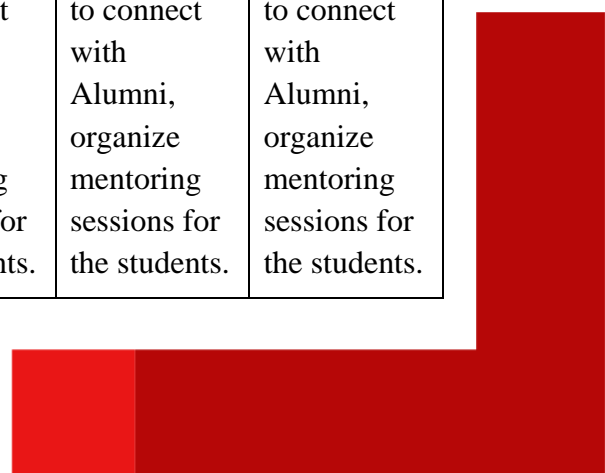 to connect
with
Alumni,
organize
mentoring
sessions for
the students.
to connect
with
Alumni,
organize
mentoring
sessions for
the students.